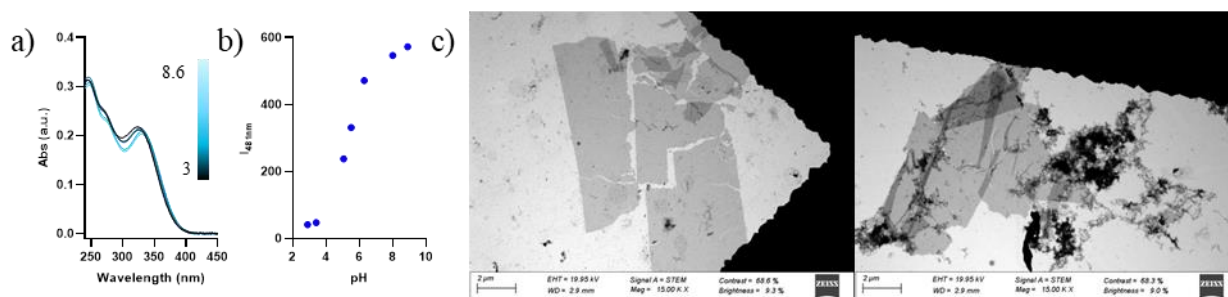 a)
0.4
0.3
0.2
0.1
0.0
Abs (a.u.)
8.6
3
250 300 350 400 450
Wavelength (nm)
b)
600
400
200
0
I481nm
2 4 6 8 10
pH
c)
2 µm
EHT = 19.95 kV
WD = 2.9 mm
Signal A = STEM
Mag = 15.00 K X
Contrast = 68.6 %
Brightness = 9.3 %
ZEISS
2 µm
EHT = 19.95 kV
WD = 2.9 mm
Signal A = STEM
Mag = 15.00 K X
Contrast = 68.3 %
Brightness = 9.0 %
ZEISS